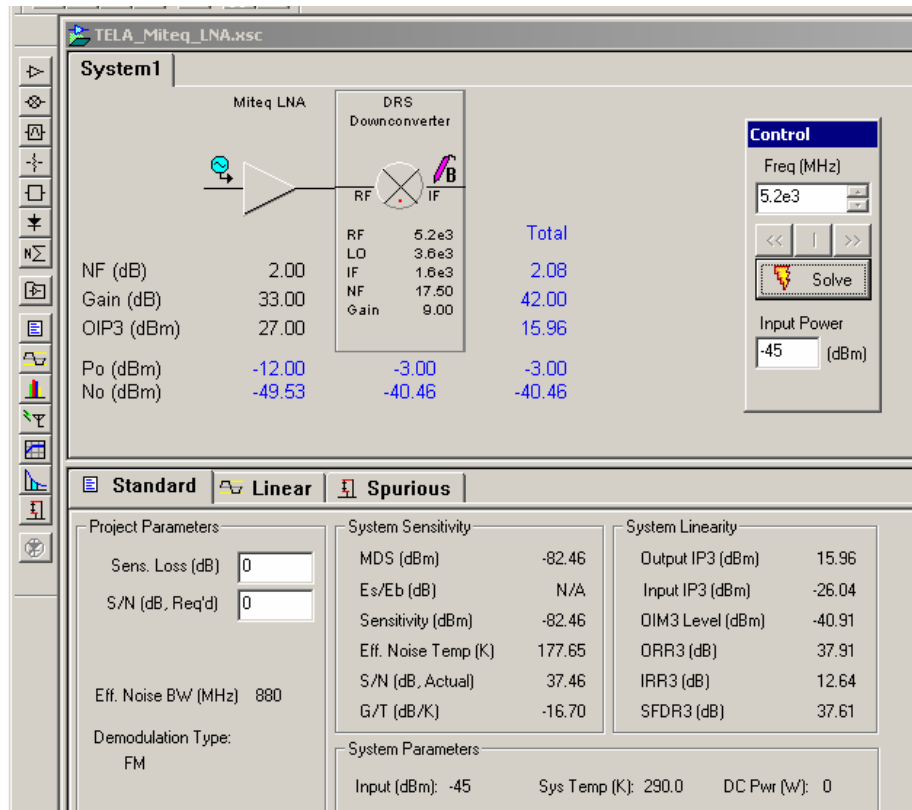 TELA_Miteq_LNA.xsc
System1
Miteq LNA
DRS
Downconverter
B
RF IF
RF 5.2e3
LO 3.6e3
IF 1.6e3
NF 17.50
Gain 9.00
Total
NF (dB) 2.00 2.08
Gain (dB) 33.00 42.00
OIP3 (dBm) 27.00 15.96
Po (dBm) -12.00 -3.00 -3.00
No (dBm) -49.53 -40.46 -40.46
Control
Freq (MHz)
5.2e3
<< | >>
Solve
Input Power
-45 (dBm)
N∑
Standard Linear Spurious
Project Parameters
Sens. Loss (dB) 0
S/N (dB, Req'd) 0
Eff. Noise BW (MHz) 880
Demodulation Type:
FM
System Sensitivity
MDS (dBm) -82.46
Es/Eb (dB) N/A
Sensitivity (dBm) -82.46
Eff. Noise Temp (K) 177.65
S/N (dB, Actual) 37.46
G/T (dB/K) -16.70
System Linearity
Output IP3 (dBm) 15.96
Input IP3 (dBm) -26.04
OIM3 Level (dBm) -40.91
ORR3 (dB) 37.91
IRR3 (dB) 12.64
SFDR3 (dB) 37.61
System Parameters
Input (dBm): -45 Sys Temp (K): 290.0 DC Pwr (W): 0